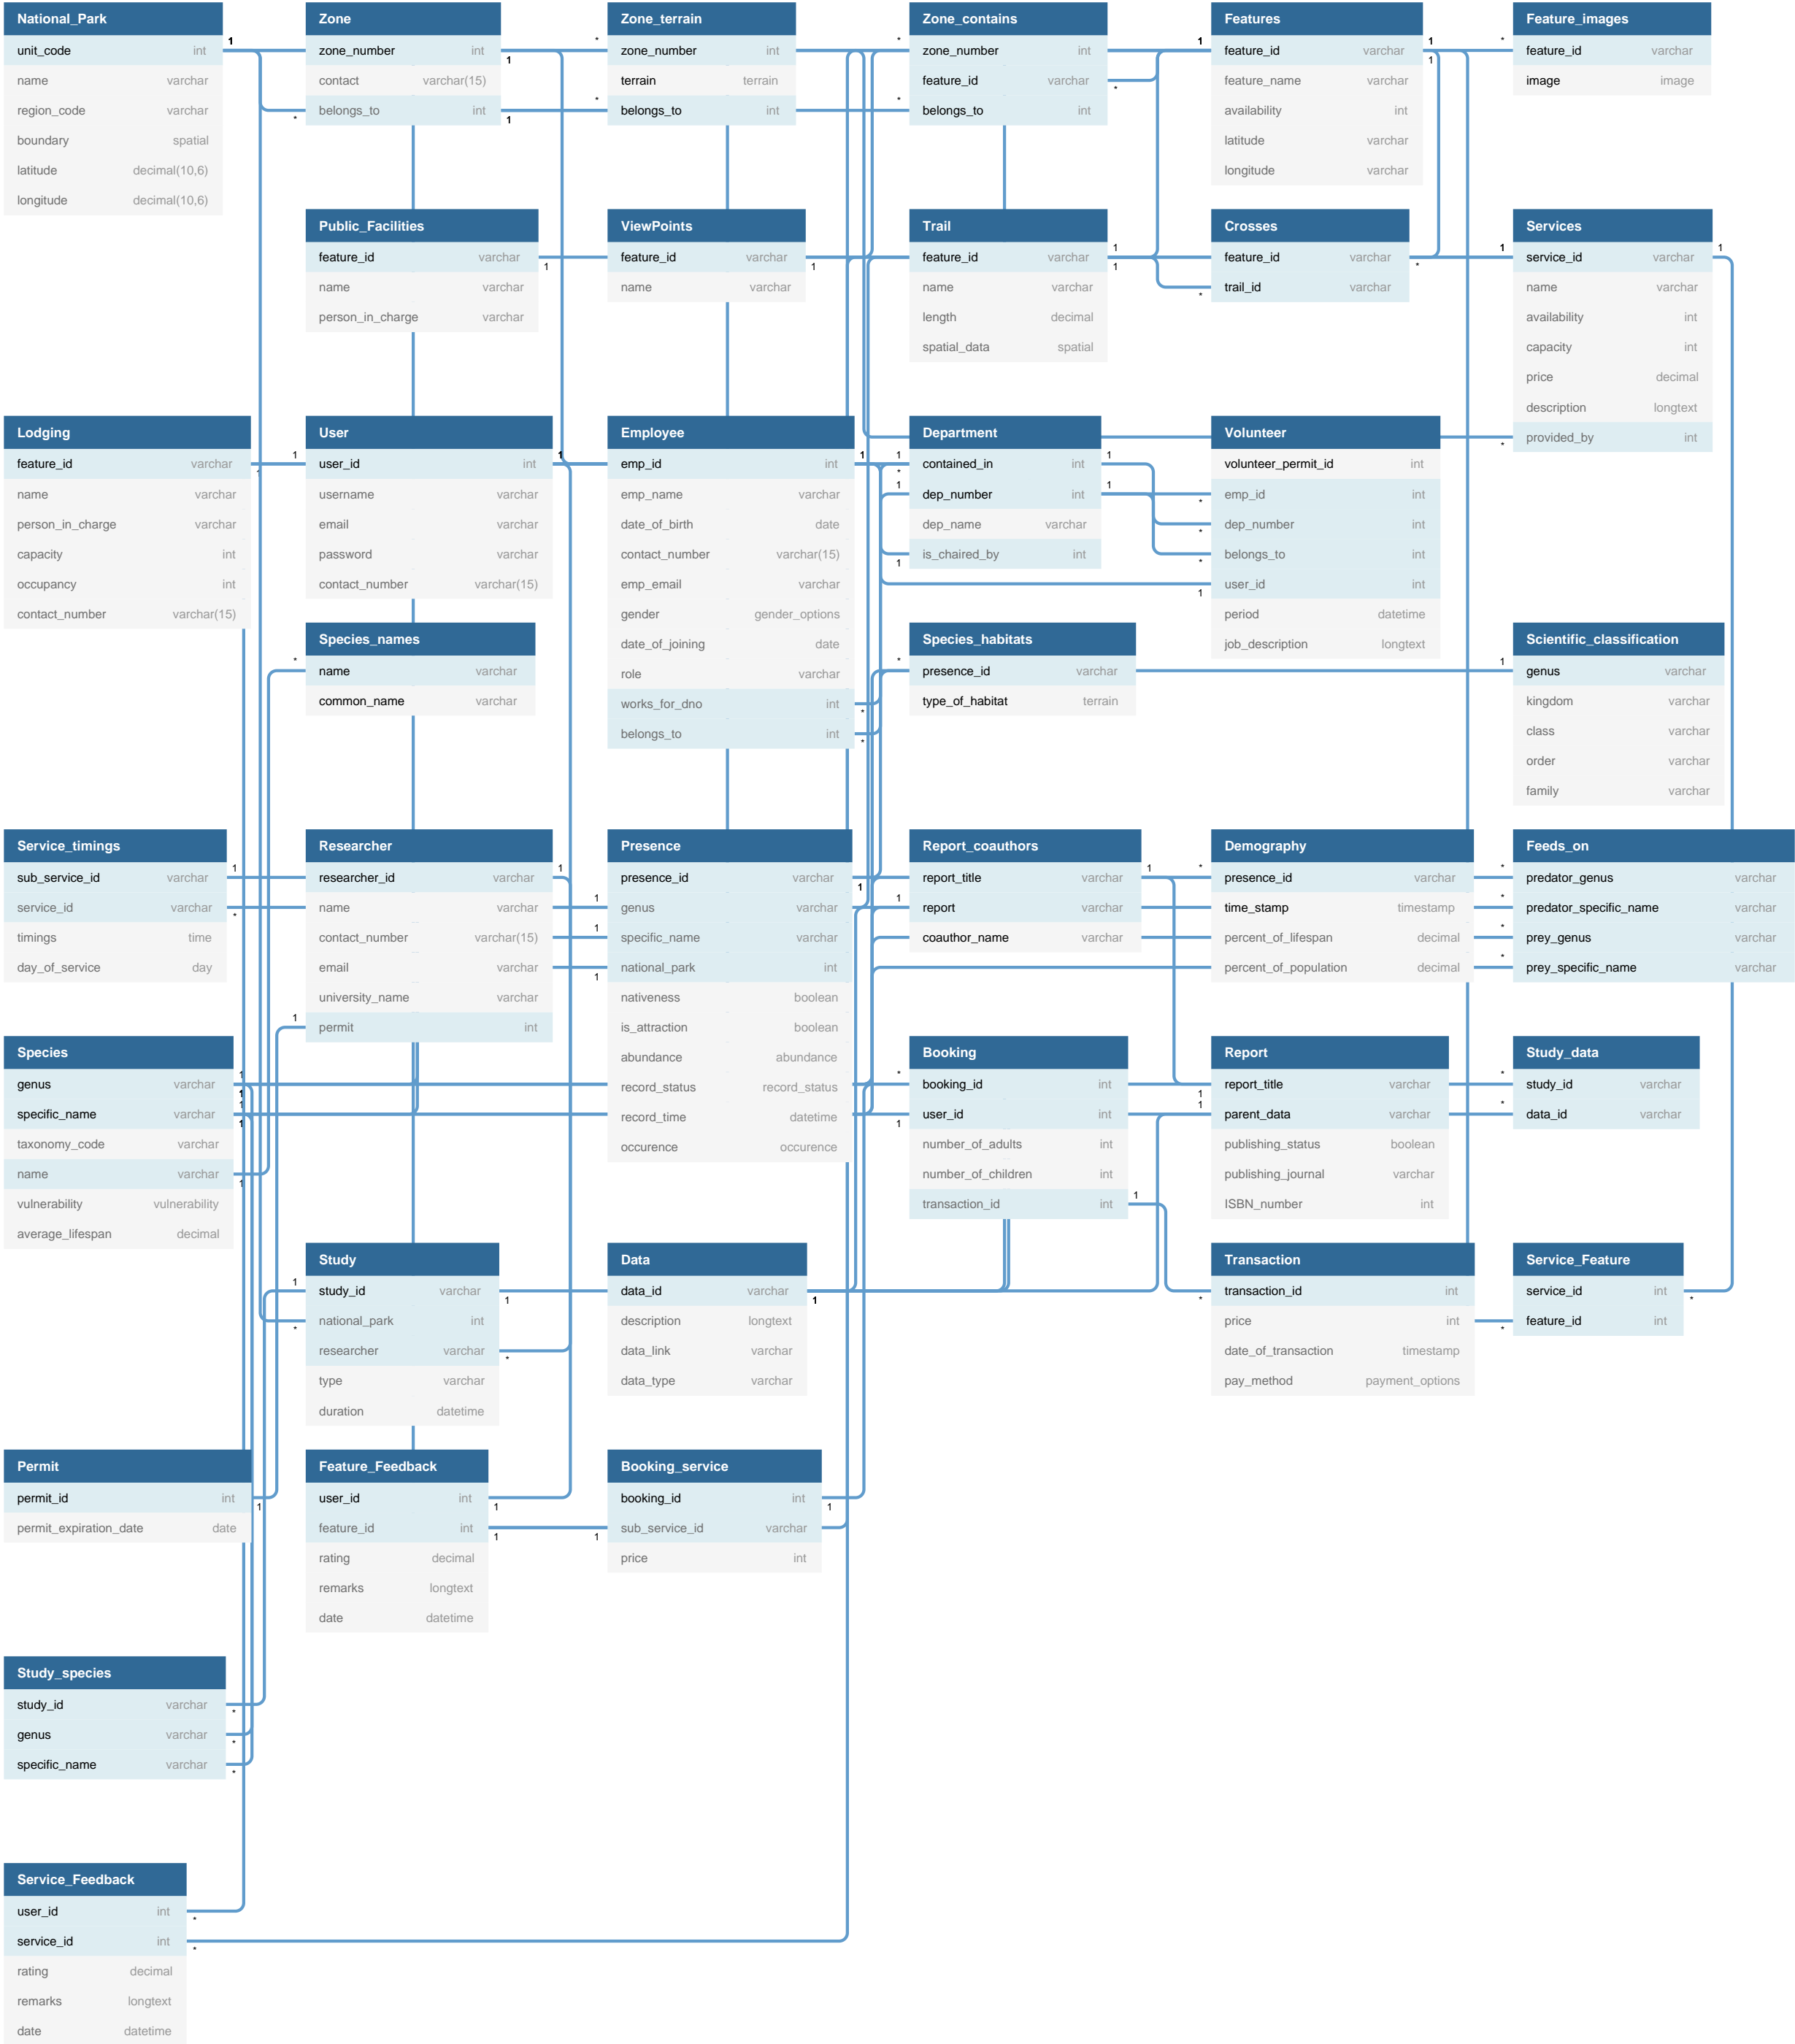 National_Park
unit_code int
name varchar
region_code varchar
boundary spatial
latitude decimal(10,6)
longitude decimal(10,6)
Zone
zone_number int
contact varchar(15)
belongs_to int
Zone_terrain
zone_number int
terrain terrain
belongs_to int
Zone_contains
zone_number int
feature_id varchar
belongs_to int
Features
feature_id varchar
feature_name varchar
availability int
latitude varchar
longitude varchar
Feature_images
feature_id varchar
image image
Public_Facilities
feature_id varchar
name varchar
person_in_charge varchar
ViewPoints
feature_id varchar
name varchar
Trail
feature_id varchar
name varchar
length decimal
spatial_data spatial
Crosses
feature_id varchar
trail_id varchar
Services
service_id varchar
name varchar
availability int
capacity int
price decimal
description longtext
provided_by int
Lodging
feature_id varchar
name varchar
person_in_charge varchar
capacity int
occupancy int
contact_number varchar(15)
User
user_id int
username varchar
email varchar
password varchar
contact_number varchar(15)
Employee
emp_id int
emp_name varchar
date_of_birth date
contact_number varchar(15)
emp_email varchar
gender gender_options
date_of_joining date
role varchar
works_for_dno int
belongs_to int
Department
contained_in int
dep_number int
dep_name varchar
is_chaired_by int
Volunteer
volunteer_permit_id int
emp_id int
dep_number int
belongs_to int
user_id int
period datetime
job_description longtext
Species_names
name varchar
common_name varchar
Species_habitats
presence_id varchar
type_of_habitat terrain
Scientific_classification
genus varchar
kingdom varchar
class varchar
order varchar
family varchar
Service_timings
sub_service_id varchar
service_id varchar
timings time
day_of_service day
Researcher
researcher_id varchar
name varchar
contact_number varchar(15)
email varchar
university_name varchar
permit int
Presence
presence_id varchar
genus varchar
specific_name varchar
national_park int
nativeness boolean
is_attraction boolean
abundance abundance
record_status record_status
record_time datetime
occurence occurence
Report_coauthors
report_title varchar
report varchar
coauthor_name varchar
Demography
presence_id varchar
time_stamp timestamp
percent_of_lifespan decimal
percent_of_population decimal
Feeds_on
predator_genus varchar
predator_specific_name varchar
prey_genus varchar
prey_specific_name varchar
Species
genus varchar
specific_name varchar
taxonomy_code varchar
name varchar
vulnerability vulnerability
average_lifespan decimal
Booking
booking_id int
user_id int
number_of_adults int
number_of_children int
transaction_id int
Report
report_title varchar
parent_data varchar
publishing_status boolean
publishing_journal varchar
ISBN_number int
Study_data
study_id varchar
data_id varchar
Study
study_id varchar
national_park int
researcher varchar
type varchar
duration datetime
Data
data_id varchar
description longtext
data_link varchar
data_type varchar
Transaction
transaction_id int
price int
date_of_transaction timestamp
pay_method payment_options
Service_Feature
service_id int
feature_id int
Permit
permit_id int
permit_expiration_date date
Feature_Feedback
user_id int
feature_id int
rating decimal
remarks longtext
date datetime
Booking_service
booking_id int
sub_service_id varchar
price int
Study_species
study_id varchar
genus varchar
specific_name varchar
Service_Feedback
user_id int
service_id int
rating decimal
remarks longtext
date datetime